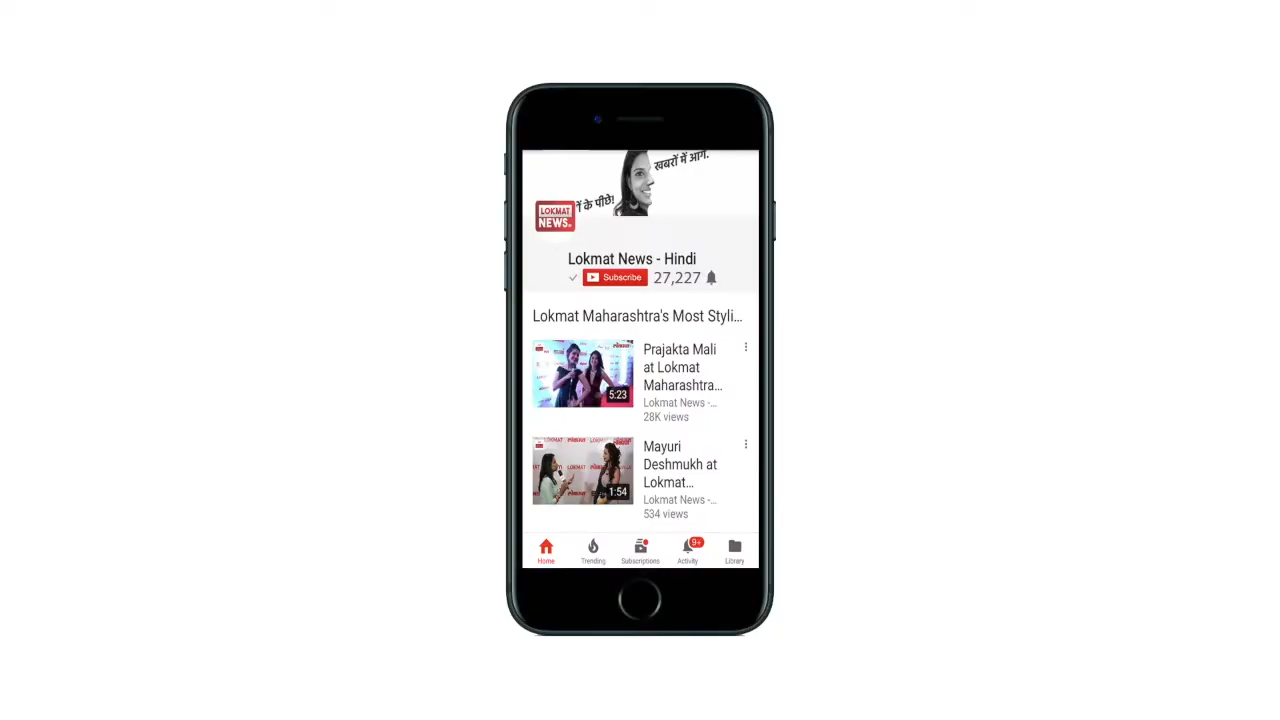 खबरों में आगे.
के पीछे!
LOKMAT
NEWS
Lokmat News - Hindi
Subscribe 27,227
Lokmat Maharashtra's Most Styli...
5:23
Prajakta Mali
at Lokmat
Maharashtra...
Lokmat News -...
28K views
LOKMAT
1:54
Mayuri
Deshmukh at
Lokmat...
Lokmat News -...
534 views
9+
Home Trending Subscriptions Activity Library